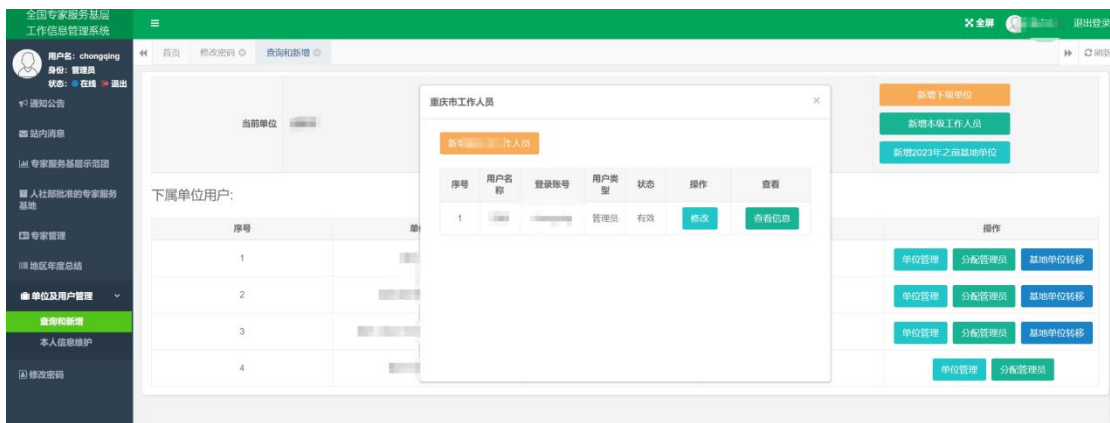 全国专家服务基层
工作信息管理系统
全屏
退出登录
用户名：chongqing
身份：管理员
状态：在线 退出
首页 修改密码 查询和新增
刷新
通知公告
站内消息
专家服务基层示范团
人社部批准的专家服务
基地
专家管理
地区年度总结
单位及用户管理
查询和新增
本人信息维护
修改密码
当前单位
新增下级单位
新增本级工作人员
新增2023年之前基地单位
下属单位用户:
序号 操作
1 单位管理 分配管理员 基地单位转移
2 单位管理 分配管理员 基地单位转移
3 单位管理 分配管理员 基地单位转移
4 单位管理 分配管理员
重庆市工作人员 ×
新增 作人员
序号 用户名称 登录账号 用户类型 状态 操作 查看
1 管理员 有效 修改 查看信息